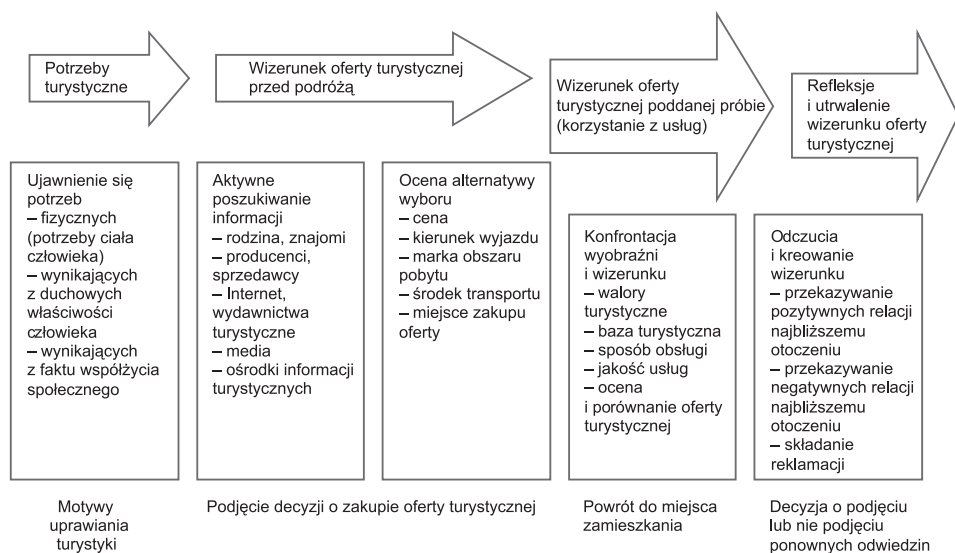 Potrzeby
turystyczne
Wizerunek oferty turystycznej
przed podróżą
Wizerunek oferty
turystycznej poddanej próbie
(korzystanie z usług)
Refleksje
i utrwalenie
wizerunku oferty
turystycznej
Ujawnienie się
potrzeb
– fizycznych
(potrzeby ciała
człowieka)
– wynikających
z duchowych
właściwości
człowieka
– wynikających
z faktu współżycia
społecznego
Aktywne
poszukiwanie
informacji
– rodzina, znajomi
– producenci,
sprzedawcy
– Internet,
wydawnictwa
turystyczne
– media
– ośrodki informacji
turystycznych
Ocena alternatywy
wyboru
– cena
– kierunek wyjazdu
– marka obszaru
pobytu
– środek transportu
– miejsce zakupu
oferty
Konfrontacja
wyobraźni
i wizerunku
– walory
turystyczne
– baza turystyczna
– sposób obsługi
– jakość usług
– ocena
i porównanie oferty
turystycznej
Odczucia
i kreowanie
wizerunku
– przekazywanie
pozytywnych relacji
najbliższemu
otoczeniu
– przekazywanie
negatywnych relacji
najbliższemu
otoczeniu
– składanie
reklamacji
Motywy
uprawiania
turystyki
Podjęcie decyzji o zakupie oferty turystycznej
Powrót do miejsca
zamieszkania
Decyzja o podjęciu
lub nie podjęciu
ponownych odwiedzin